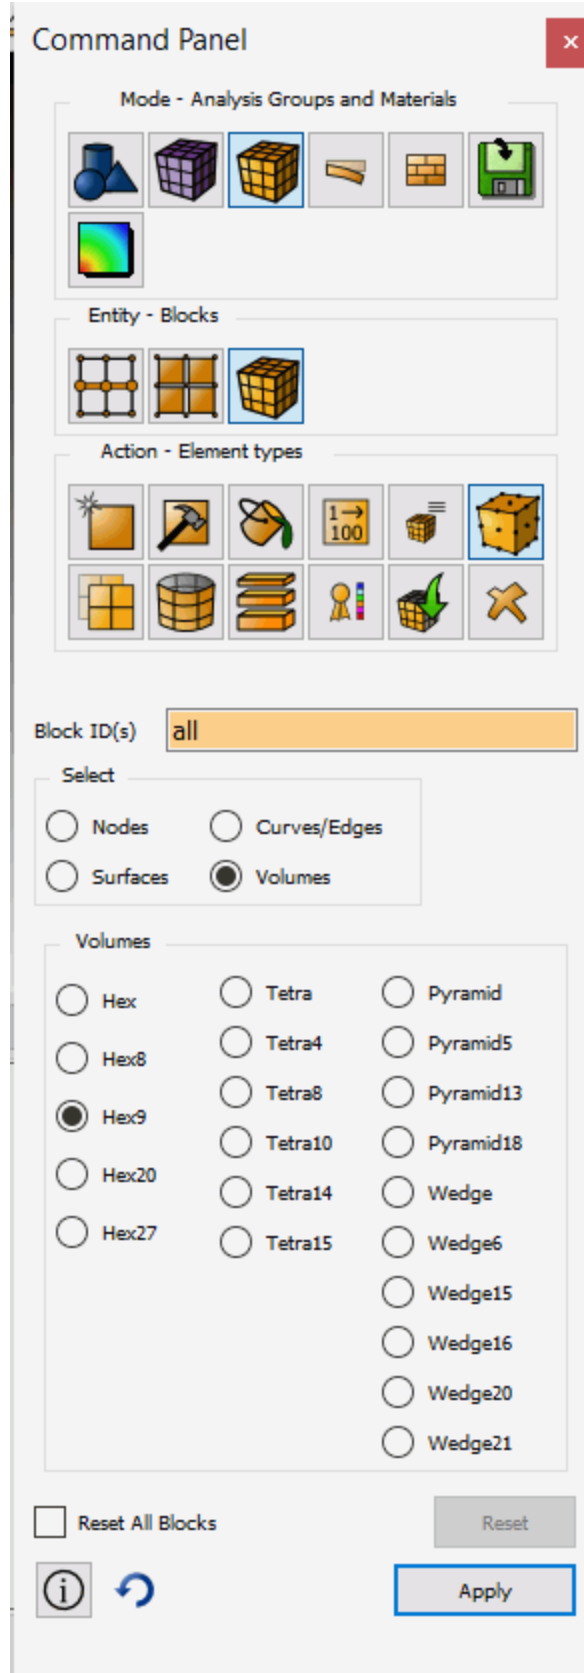 Command Panel
×
Mode - Analysis Groups and Materials
Entity - Blocks
Action - Element types
1→
100
Block ID(s) all
Select
Nodes Curves/Edges
Surfaces Volumes
Volumes
Hex Tetra Pyramid
Hex8 Tetra4 Pyramid5
Hex9 Tetra8 Pyramid13
Hex20 Tetra10 Pyramid18
Hex27 Tetra14 Wedge
Tetra15 Wedge6
Wedge15
Wedge16
Wedge20
Wedge21
Reset All Blocks Reset
i Apply